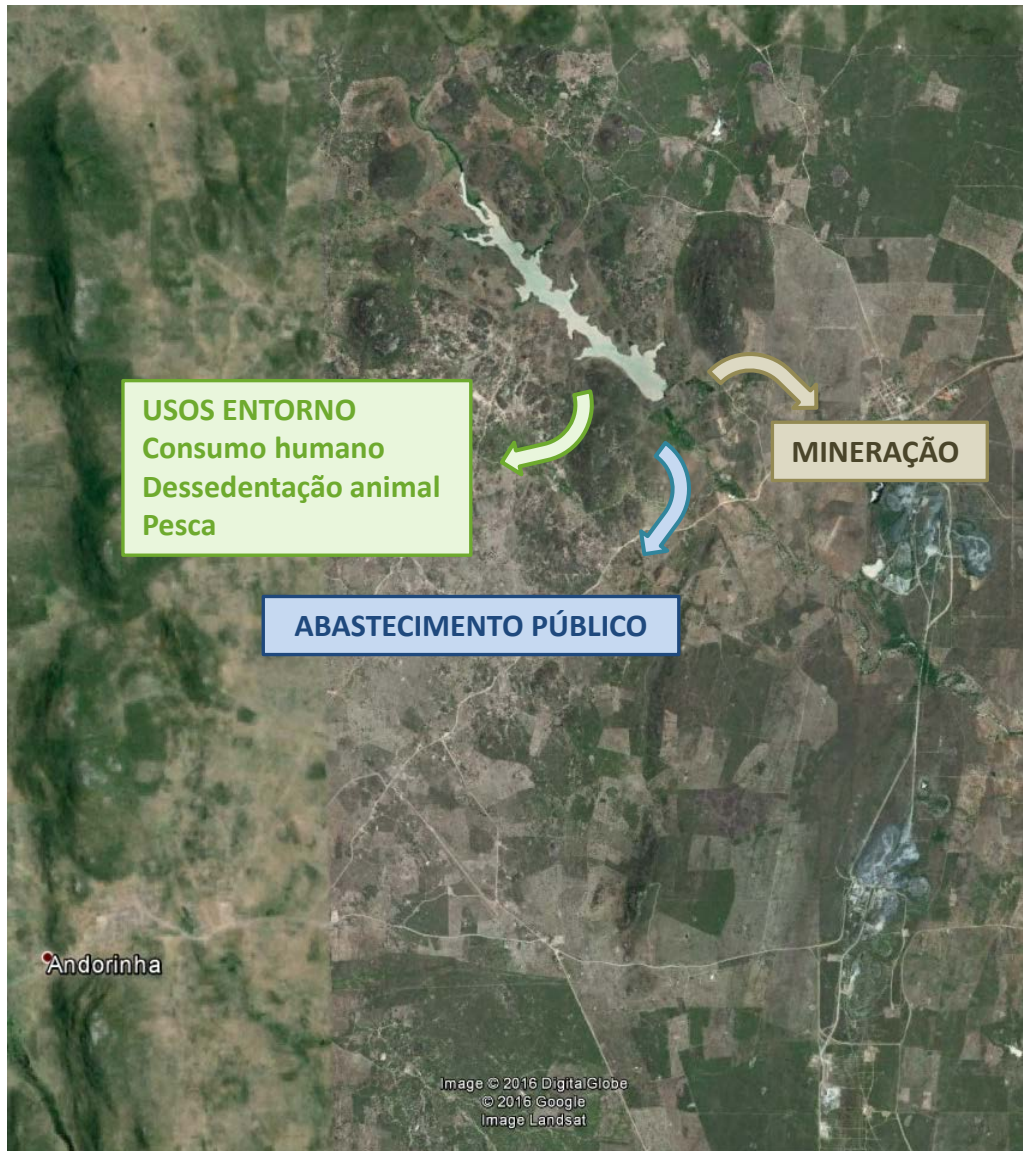 USOS ENTORNO
Consumo humano
Dessedentação animal
Pesca
MINERAÇÃO
ABASTECIMENTO PÚBLICO
Andorinha
Image © 2016 DigitalGlobe
© 2016 Google
Image Landsat